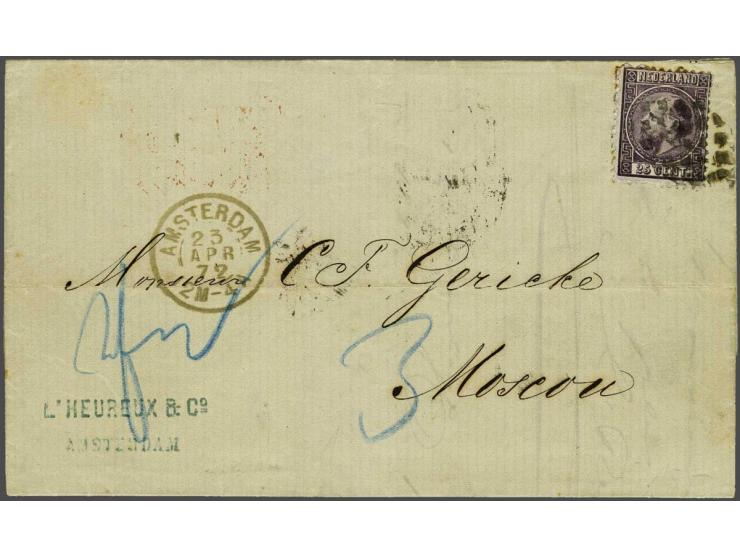 NEDERLAND
25 CENT.
AMSTERDAM
23
APR
72
Monsieur C F. Gericke
3
Moscou
L'HEUREUX & Co
AMSTERDAM